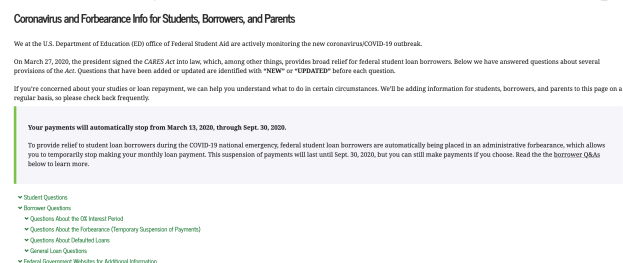 Coronavirus and Forbearance Info for Students, Borrowers, and Parents
We at the U.S. Department of Education (ED) office of Federal Student Aid are actively monitoring the new coronavirus/COVID-19 outbreak.
On March 27, 2020, the president signed the CARES Act into law, which, among other things, provides broad relief for federal student loan borrowers. Below we have answered questions about several
provisions of the Act. Questions that have been added or updated are identified with “NEW” or “UPDATED” before each question.
If you're concerned about your studies or loan repayment, we can help you understand what to do in certain circumstances. We'll be adding information for students, borrowers, and parents to this page on a
regular basis, so please check back frequently.
Your payments will automatically stop from March 13, 2020, through Sept. 30, 2020.
To provide relief to student loan borrowers during the COVID-19 national emergency, federal student loan borrowers are automatically being placed in an administrative forbearance, which allows
you to temporarily stop making your monthly loan payment. This suspension of payments will last until Sept. 30, 2020, but you can still make payments if you choose. Read the the borrower Q&As
below to learn more.
Student Questions
Borrower Questions
Questions About the 0% Interest Period
Questions About the Forbearance (Temporary Suspension of Payments)
Questions About Defaulted Loans
General Loan Questions
Federal Government Websites for Additional Information